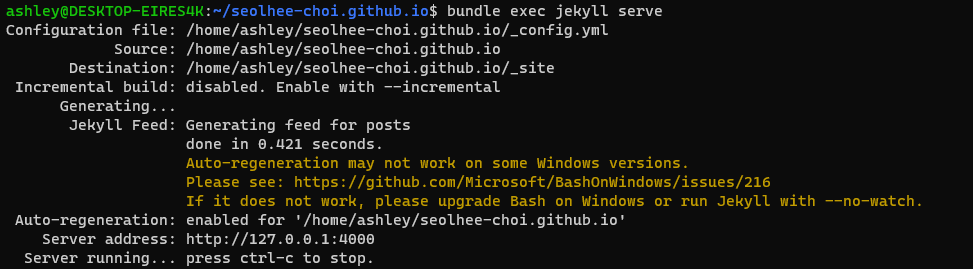 ashley@DESKTOP-EIRES4K:~/seolhee-choi.github.io$ bundle exec jekyll serve
Configuration file: /home/ashley/seolhee-choi.github.io/_config.yml
Source: /home/ashley/seolhee-choi.github.io
Destination: /home/ashley/seolhee-choi.github.io/_site
Incremental build: disabled. Enable with --incremental
Generating...
Jekyll Feed: Generating feed for posts
done in 0.421 seconds.
Auto-regeneration may not work on some Windows versions.
Please see: https://github.com/Microsoft/BashOnWindows/issues/216
If it does not work, please upgrade Bash on Windows or run Jekyll with --no-watch.
Auto-regeneration: enabled for '/home/ashley/seolhee-choi.github.io'
Server address: http://127.0.0.1:4000
Server running... press ctrl-c to stop.